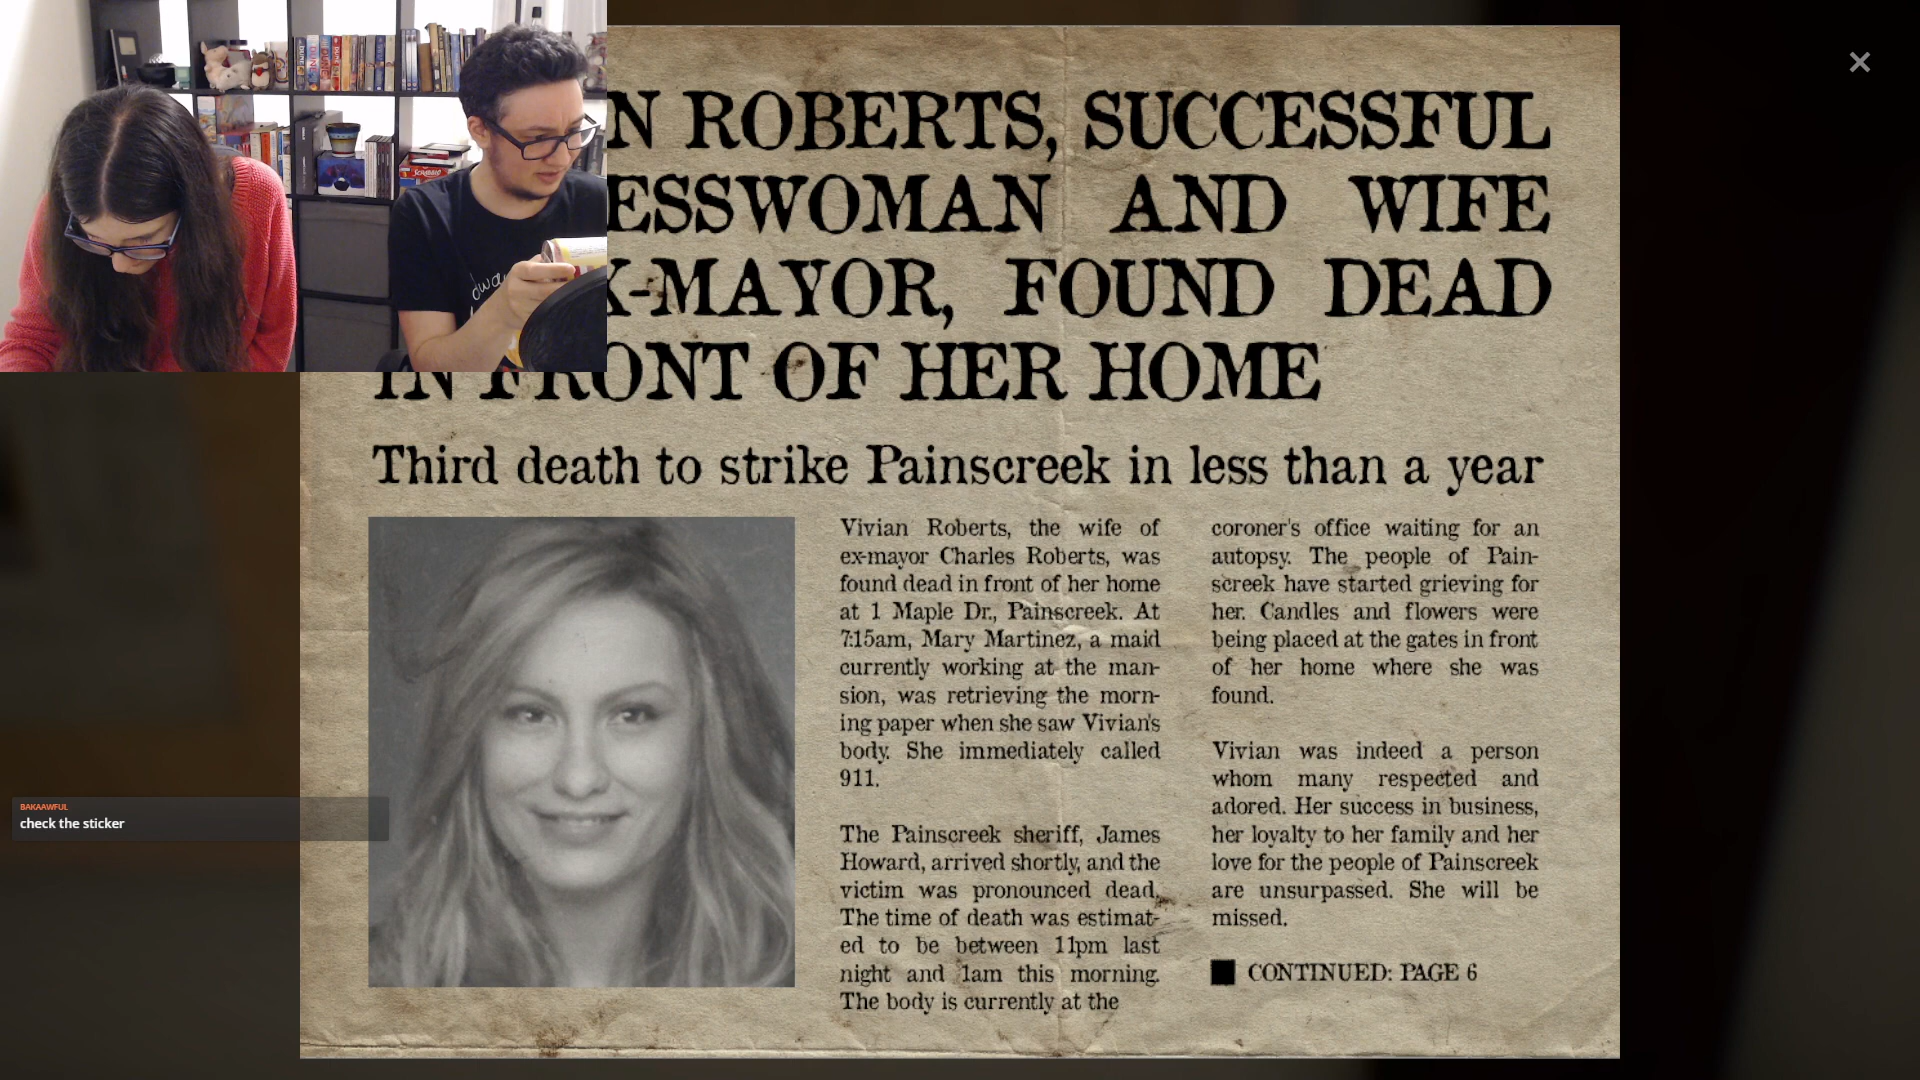 N ROBERTS, SUCCESSFUL
ESSWOMAN AND WIFE
X-MAYOR, FOUND DEAD
IN FRONT OF HER HOME
Third death to strike Painscreek in less than a year
Vivian Roberts, the wife of
ex-mayor Charles Roberts, was
found dead in front of her home
at 1 Maple Dr., Painscreek. At
7:15am, Mary Martinez, a maid
currently working at the man-
sion, was retrieving the morn-
ing paper when she saw Vivian's
body. She immediately called
911.
The Painscreek sheriff, James
Howard, arrived shortly, and the
victim was pronounced dead.
The time of death was estimat-
ed to be between 11pm last
night and 1am this morning.
The body is currently at the
coroner's office waiting for an
autopsy. The people of Pain-
screek have started grieving for
her. Candles and flowers were
being placed at the gates in front
of her home where she was
found.
Vivian was indeed a person
whom many respected and
adored. Her success in business,
her loyalty to her family and her
love for the people of Painscreek
are unsurpassed. She will be
missed.
CONTINUED: PAGE 6
BAKAAWFUL
check the sticker
SCRABBLE
DUNE